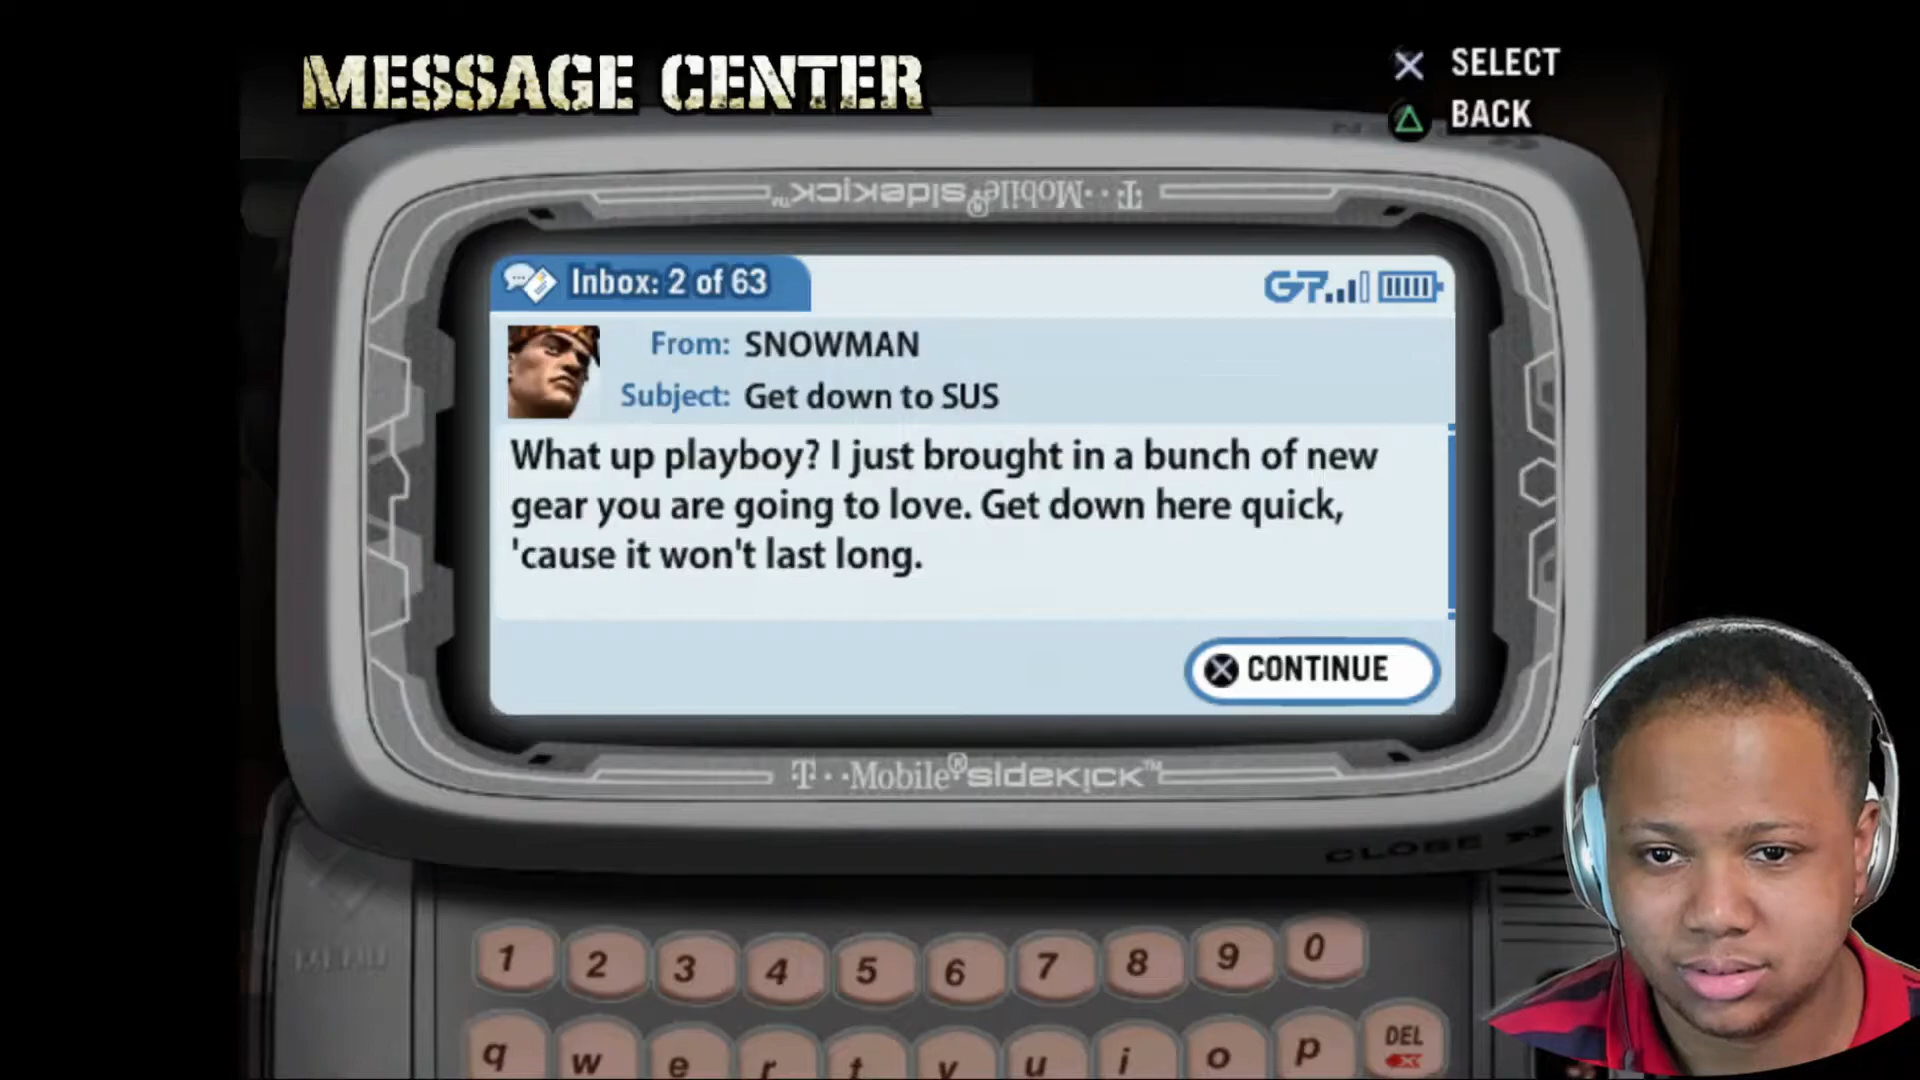 MESSAGE CENTER
SELECT
BACK
T··Mobile®sidekick™
Inbox: 2 of 63
From: SNOWMAN
Subject: Get down to SUS
What up playboy? I just brought in a bunch of new
gear you are going to love. Get down here quick,
'cause it won't last long.
CONTINUE
T··Mobile®sidekick™
CLOSE
MENU
1 2 3 4 5 6 7 8 9 0
q w e r t y u i o p DEL